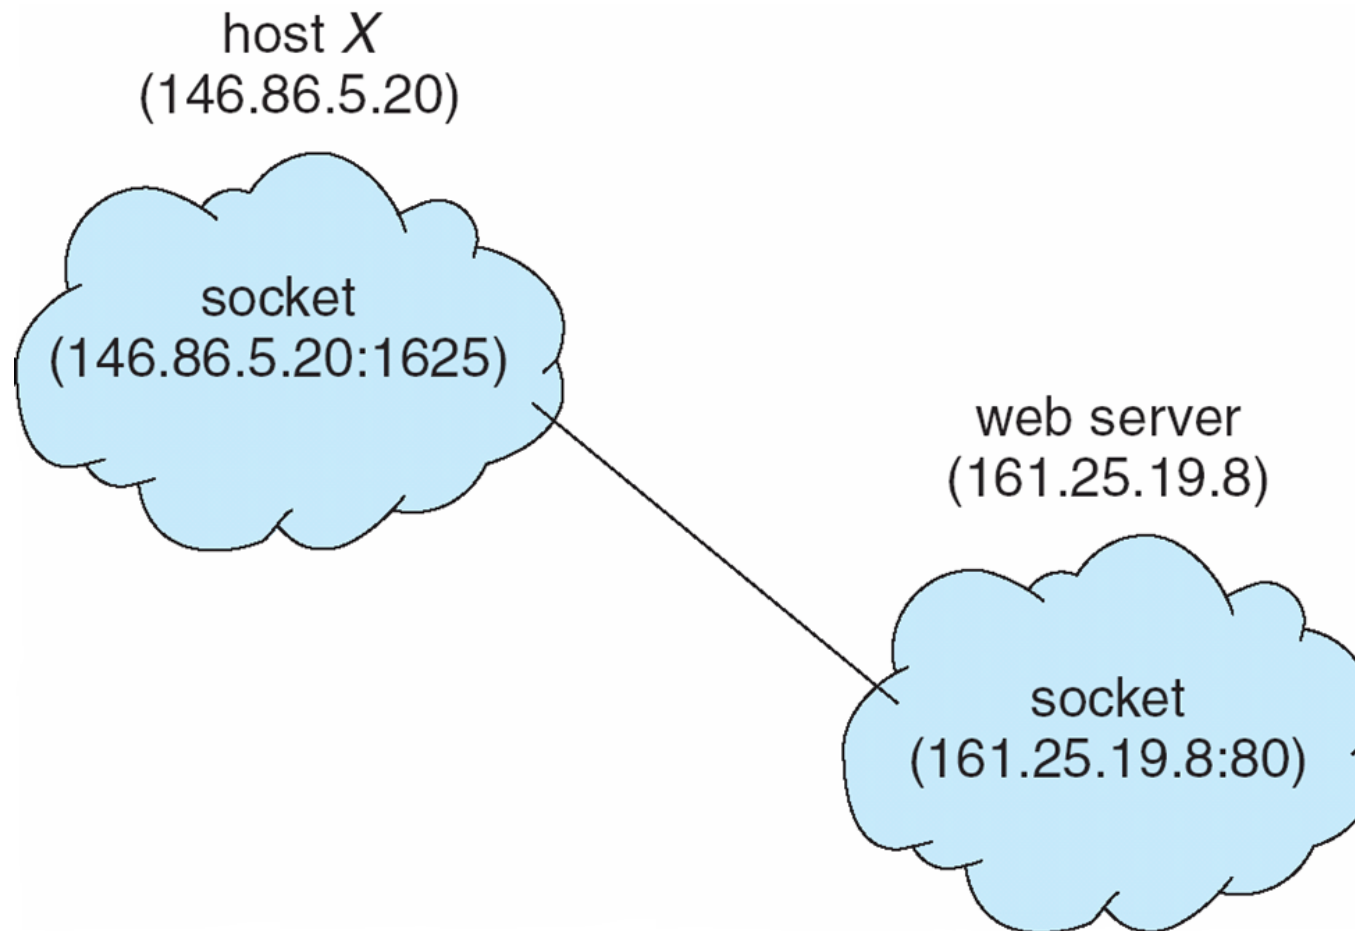 host X
(146.86.5.20)
socket
(146.86.5.20:1625)
web server
(161.25.19.8)
socket
(161.25.19.8:80)